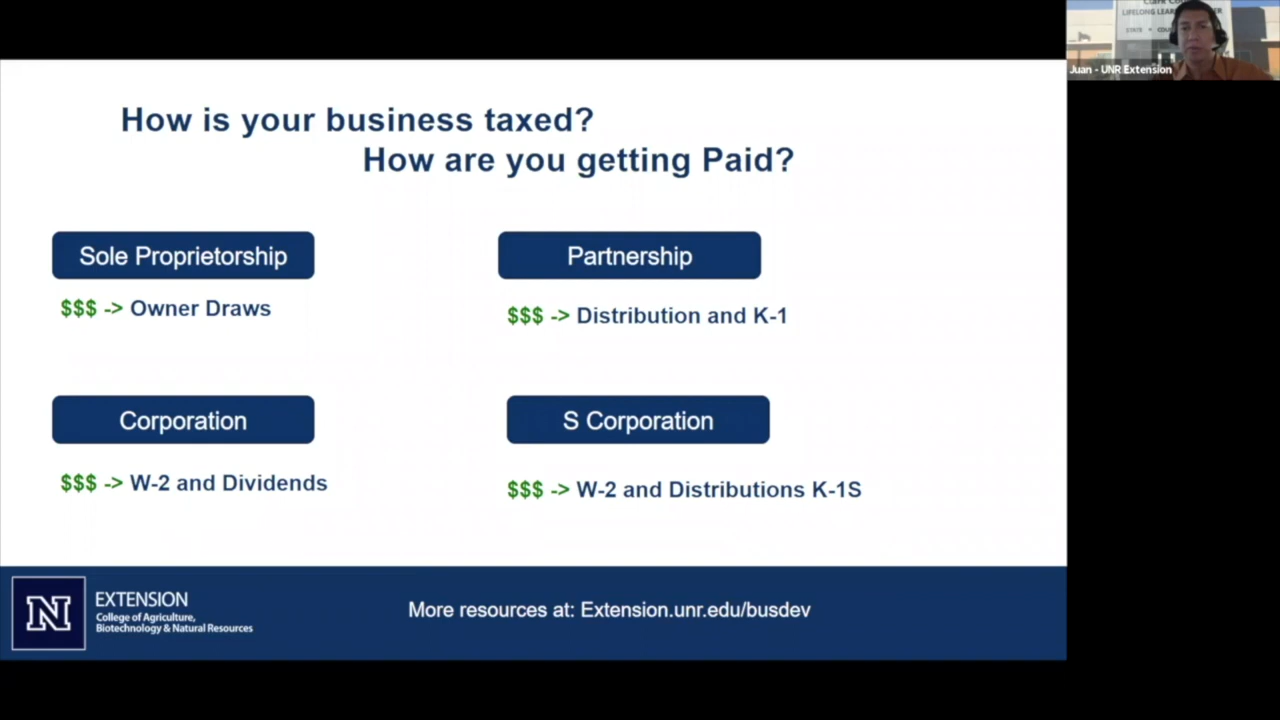 How is your business taxed?
How are you getting Paid?
Sole Proprietorship
$$$ -> Owner Draws
Partnership
$$$ -> Distribution and K-1
Corporation
$$$ -> W-2 and Dividends
S Corporation
$$$ -> W-2 and Distributions K-1S
N
EXTENSION
College of Agriculture,
Biotechnology & Natural Resources
More resources at: Extension.unr.edu/busdev
LIFELONG
STATE
Juan - UNR Extension